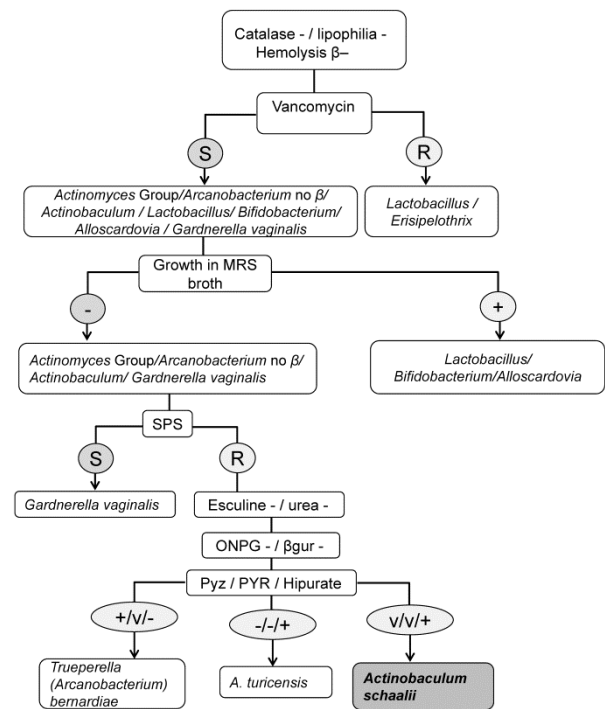 Catalase - / lipophilia -
Hemolysis β–
Vancomycin
S
R
Actinomyces Group/Arcanobacterium no β/
Actinobaculum / Lactobacillus/ Bifidobacterium/
Alloscardovia / Gardnerella vaginalis
Lactobacillus /
Erisipelothrix
Growth in MRS
broth
-
+
Actinomyces Group/Arcanobacterium no β/
Actinobaculum/ Gardnerella vaginalis
Lactobacillus/
Bifidobacterium/Alloscardovia
SPS
S
R
Gardnerella vaginalis
Esculine - / urea -
ONPG - / βgur -
Pyz / PYR / Hipurate
+/v/-
-/-/+
v/v/+
Trueperella
(Arcanobacterium)
bernardiae
A. turicensis
Actinobaculum
schaalii